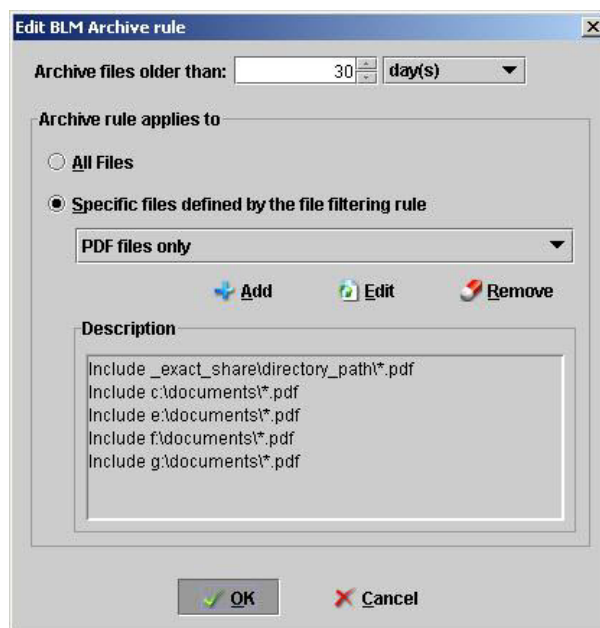 Edit BLM Archive rule
Archive files older than: 30 day(s)
Archive rule applies to
All Files
Specific files defined by the file filtering rule
PDF files only
Add Edit Remove
Description
Include _exact_share\directory_path\*.pdf
Include c:\documents\*.pdf
Include e:\documents\*.pdf
Include f:\documents\*.pdf
Include g:\documents\*.pdf
OK Cancel